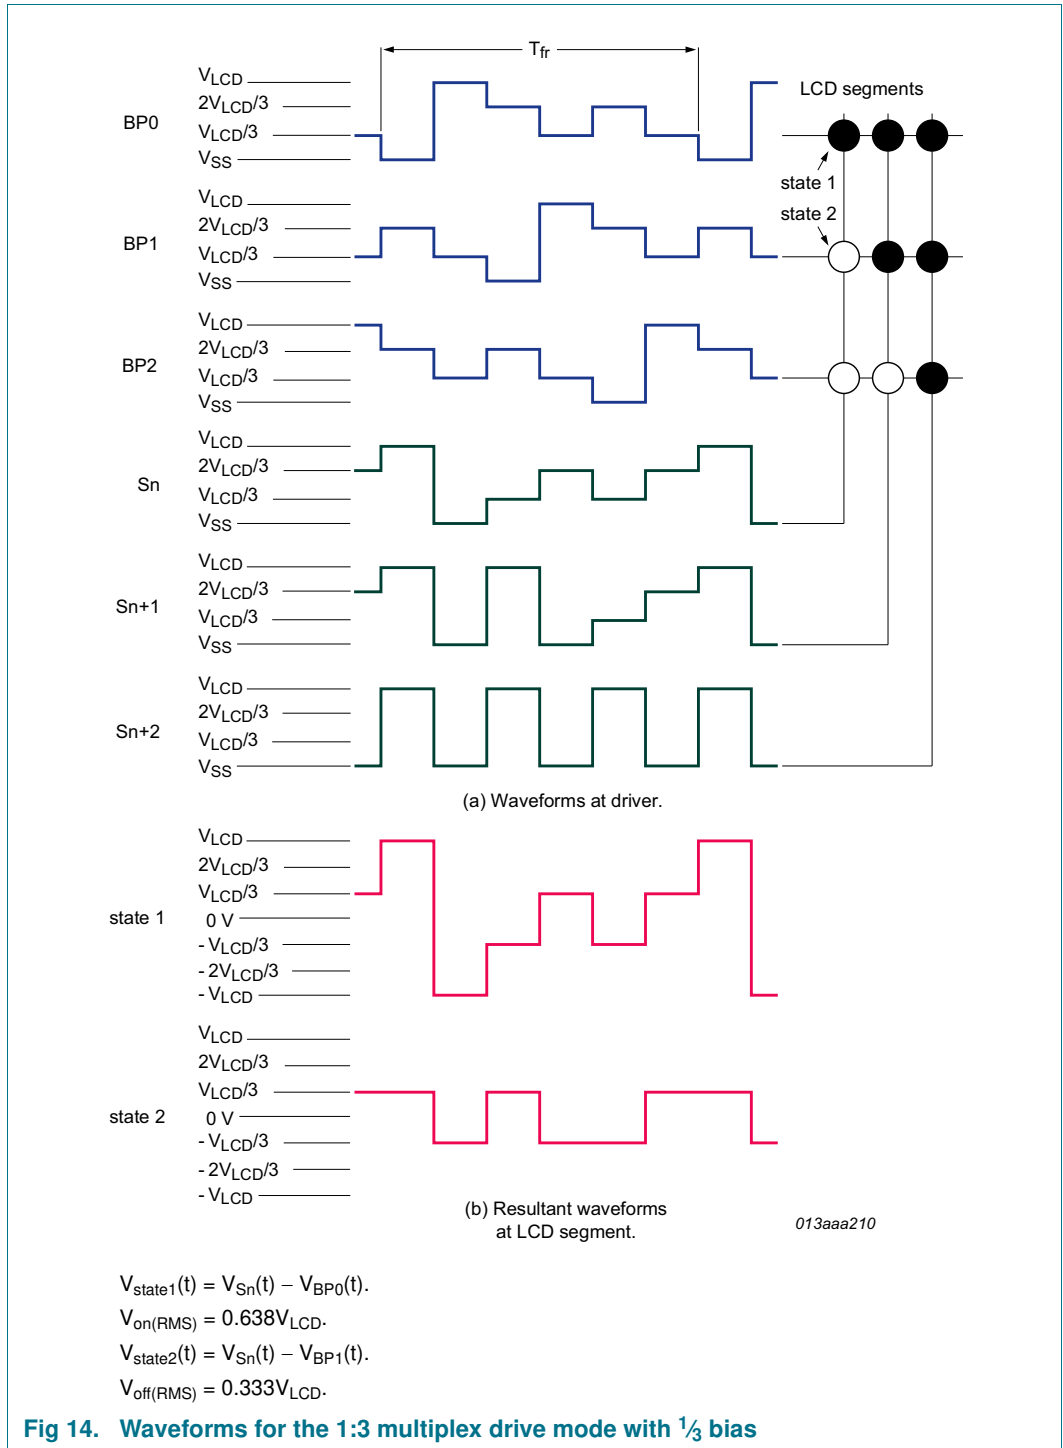 Tfr
BP0
VLCD
2VLCD/3
VLCD/3
VSS
LCD segments
state 1
state 2
BP1
VLCD
2VLCD/3
VLCD/3
VSS
BP2
VLCD
2VLCD/3
VLCD/3
VSS
Sn
VLCD
2VLCD/3
VLCD/3
VSS
Sn+1
VLCD
2VLCD/3
VLCD/3
VSS
Sn+2
VLCD
2VLCD/3
VLCD/3
VSS
(a) Waveforms at driver.
state 1
VLCD
2VLCD/3
VLCD/3
0 V
- VLCD/3
- 2VLCD/3
- VLCD
state 2
VLCD
2VLCD/3
VLCD/3
0 V
- VLCD/3
- 2VLCD/3
- VLCD
(b) Resultant waveforms
at LCD segment.
013aaa210
Vstate1(t) = VSn(t) − VBP0(t).
Von(RMS) = 0.638VLCD.
Vstate2(t) = VSn(t) − VBP1(t).
Voff(RMS) = 0.333VLCD.
Fig 14. Waveforms for the 1:3 multiplex drive mode with 1⁄3 bias